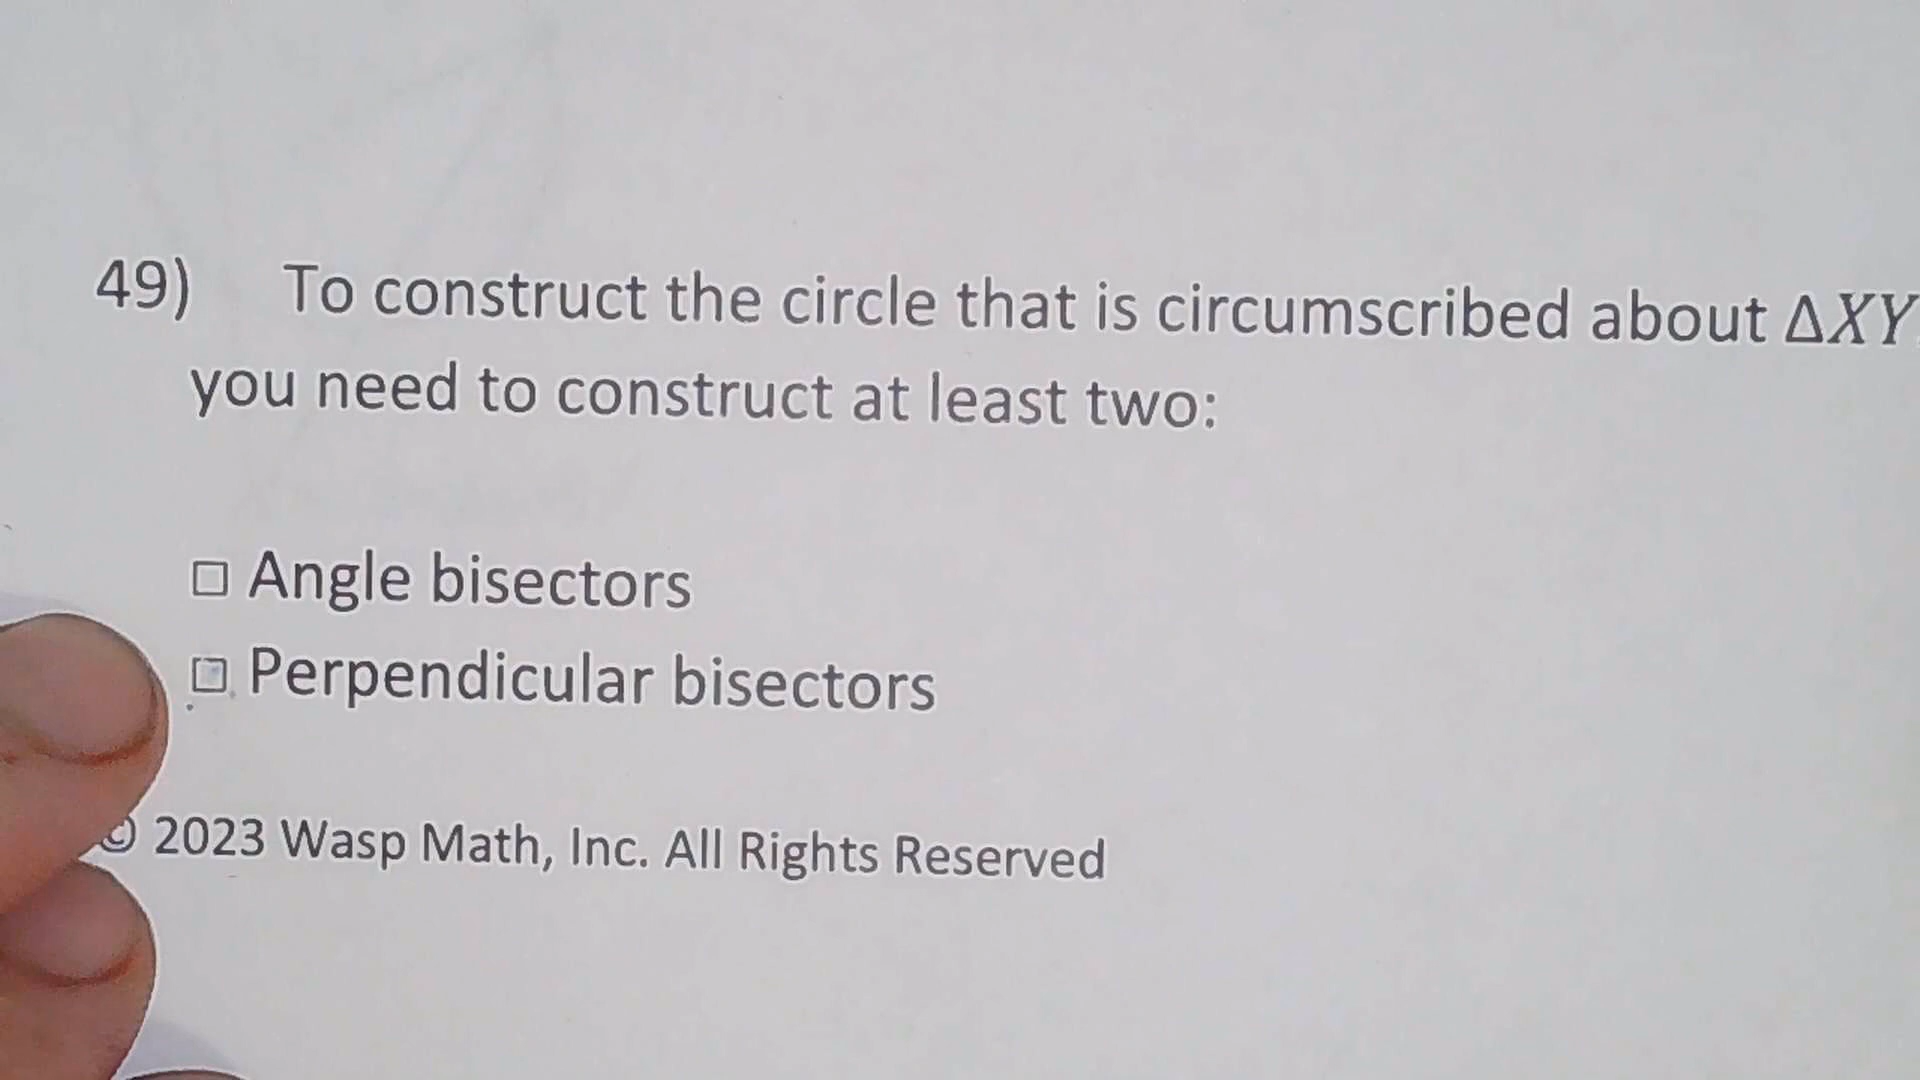 49) To construct the circle that is circumscribed about ΔXY
you need to construct at least two:
□ Angle bisectors
□ Perpendicular bisectors
© 2023 Wasp Math, Inc. All Rights Reserved